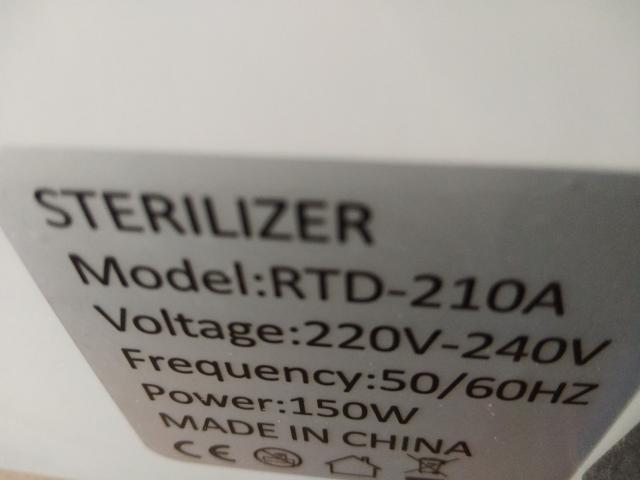 STERILIZER
Model:RTD-210A
Voltage:220V-240V
Frequency:50/60HZ
Power:150W
MADE IN CHINA
CE